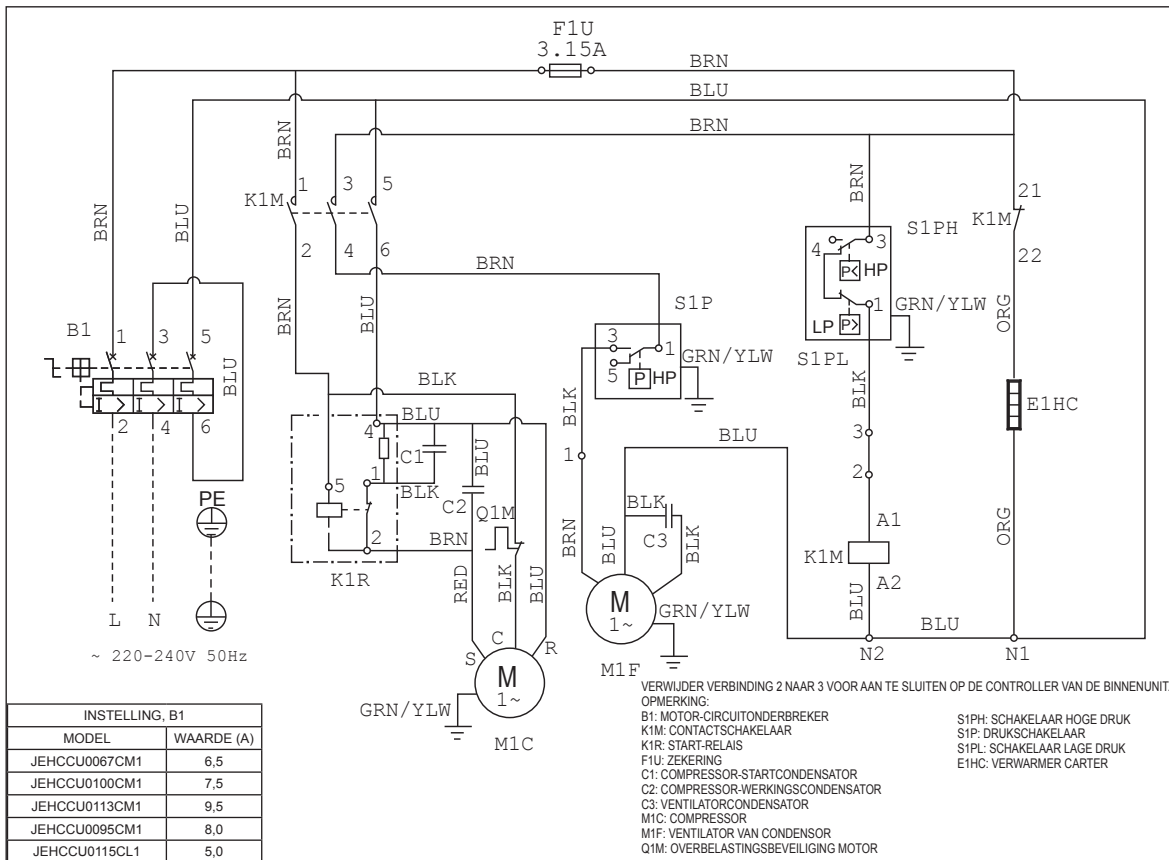 F1U
3.15A
BRN
BLU
BRN
BRN
BLU
BRN
K1M
1
3
5
2
4
6
BRN
BLU
BRN
S1P
3
1
5
P HP
GRN/YLW
BRN
S1PH
4
3
P< HP
1
LP P>
S1PL
GRN/YLW
21
K1M
22
ORG
E1HC
ORG
B1
1
3
5
I > I > I >
2
4
6
BLU
PE
L
N
~ 220-240V 50Hz
BLK
BLU
4
C1
BLU
1
BLK
C2
5
2
BRN
K1R
Q1M
RED
BLK
BLU
S
C
R
M
1~
GRN/YLW
M1C
BLK
1
BRN
BLU
BLU
BLK
C3
BLK
M
1~
GRN/YLW
M1F
BLK
3
2
A1
K1M
A2
BLU
BLU
N2
N1
VERWIJDER VERBINDING 2 NAAR 3 VOOR AAN TE SLUITEN OP DE CONTROLLER VAN DE BINNENUNIT.
OPMERKING:
B1: MOTOR-CIRCUITONDERBREKER
K1M: CONTACTSCHAKELAAR
K1R: START-RELAIS
F1U: ZEKERING
C1: COMPRESSOR-STARTCONDENSATOR
C2: COMPRESSOR-WERKINGSCONDENSATOR
C3: VENTILATORCONDENSATOR
M1C: COMPRESSOR
M1F: VENTILATOR VAN CONDENSOR
Q1M: OVERBELASTINGSBEVEILIGING MOTOR
S1PH: SCHAKELAAR HOGE DRUK
S1P: DRUKSCHAKELAAR
S1PL: SCHAKELAAR LAGE DRUK
E1HC: VERWARMER CARTER
INSTELLING, B1
MODEL WAARDE (A)
JEHCCU0067CM1 6,5
JEHCCU0100CM1 7,5
JEHCCU0113CM1 9,5
JEHCCU0095CM1 8,0
JEHCCU0115CL1 5,0